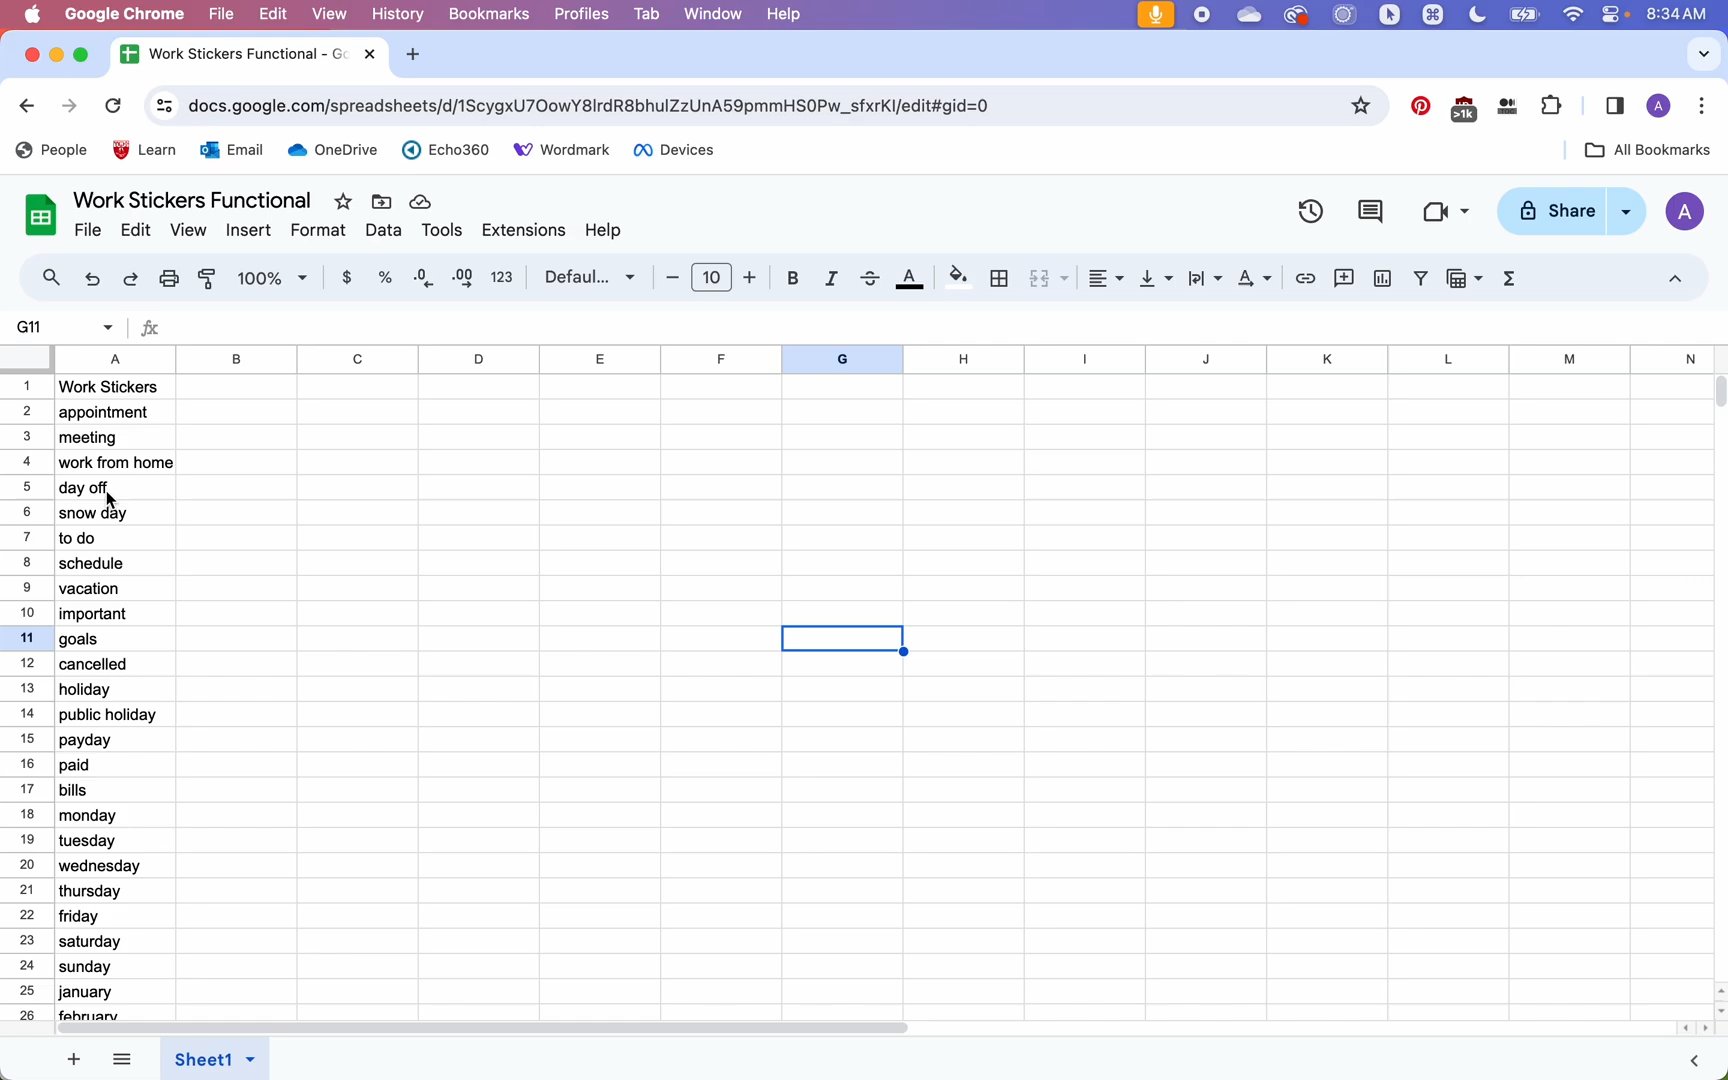 Google Chrome File Edit View History Bookmarks Profiles Tab Window Help 8:34 AM
Work Stickers Functional - Go
docs.google.com/spreadsheets/d/1ScygxU7OowY8IrdR8bhulZzUnA59pmmHS0Pw_sfxrKI/edit#gid=0 >1k A
People Learn Email OneDrive Echo360 Wordmark Devices All Bookmarks
Work Stickers Functional
File Edit View Insert Format Data Tools Extensions Help Share A
100% $ % .0 .00 123 Defaul... 10 B I S A A Σ
G11 fx
A B C D E F G H I J K L M N
1 Work Stickers
2 appointment
3 meeting
4 work from home
5 day off
6 snow day
7 to do
8 schedule
9 vacation
10 important
11 goals
12 cancelled
13 holiday
14 public holiday
15 payday
16 paid
17 bills
18 monday
19 tuesday
20 wednesday
21 thursday
22 friday
23 saturday
24 sunday
25 january
26 february
Sheet1